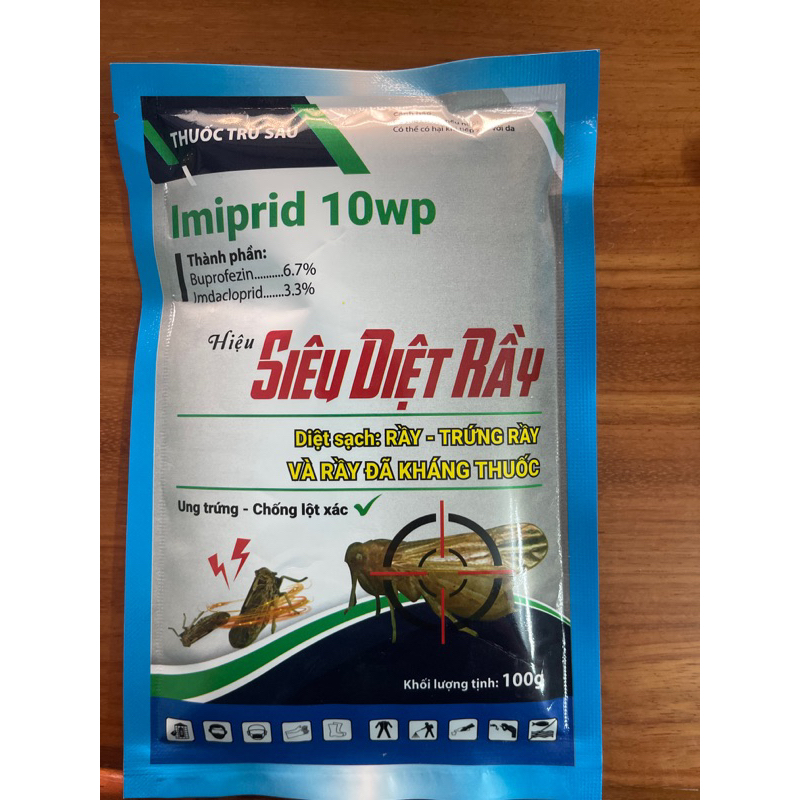 THUỐC TRỪ SÂU
Có thể có hại khi tiếp da
Imiprid 10wp
Thành phần:
Buprofezin..........6.7%
Imdacloprid.......3.3%
Hiệu SIÊU DIỆT RẦY
Diệt sạch: RẦY - TRỨNG RẦY
VÀ RẦY ĐÃ KHÁNG THUỐC
Ung trứng - Chống lột xác
Khối lượng tịnh: 100g